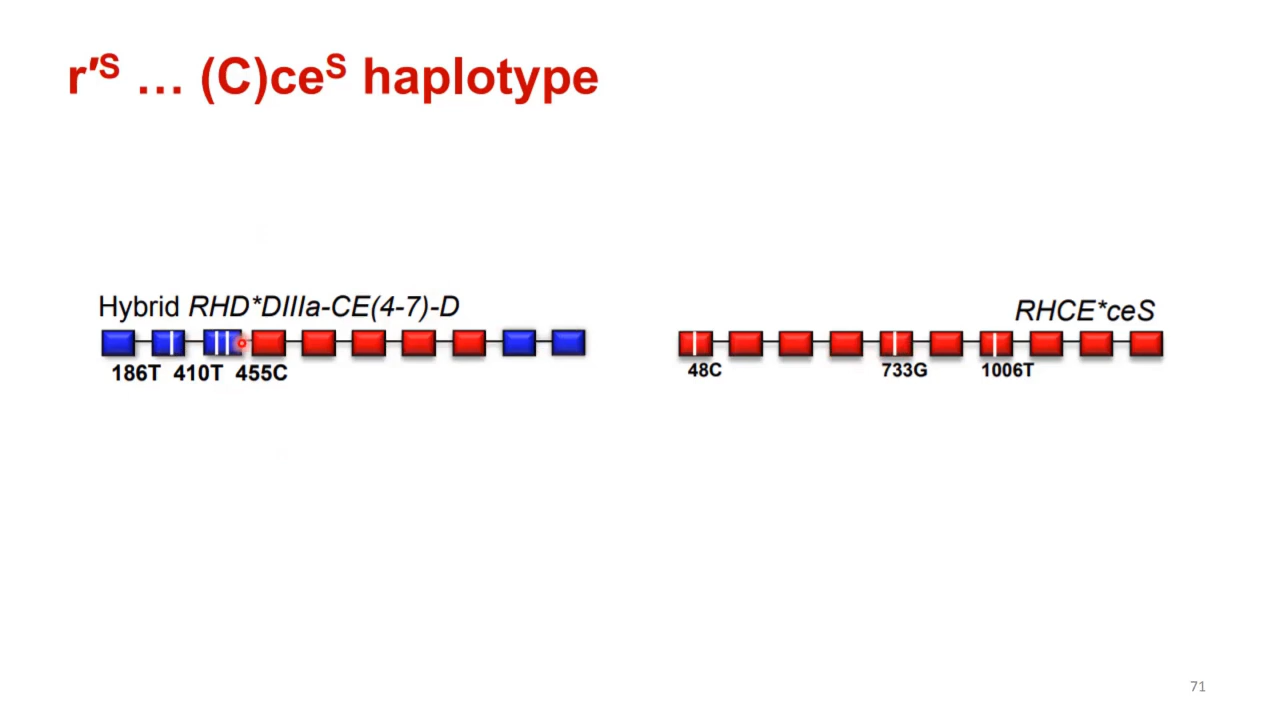 r′ˢ … (C)ceˢ haplotype
Hybrid RHD*DIIIa-CE(4-7)-D
186T 410T 455C
RHCE*ceS
48C 733G 1006T
71